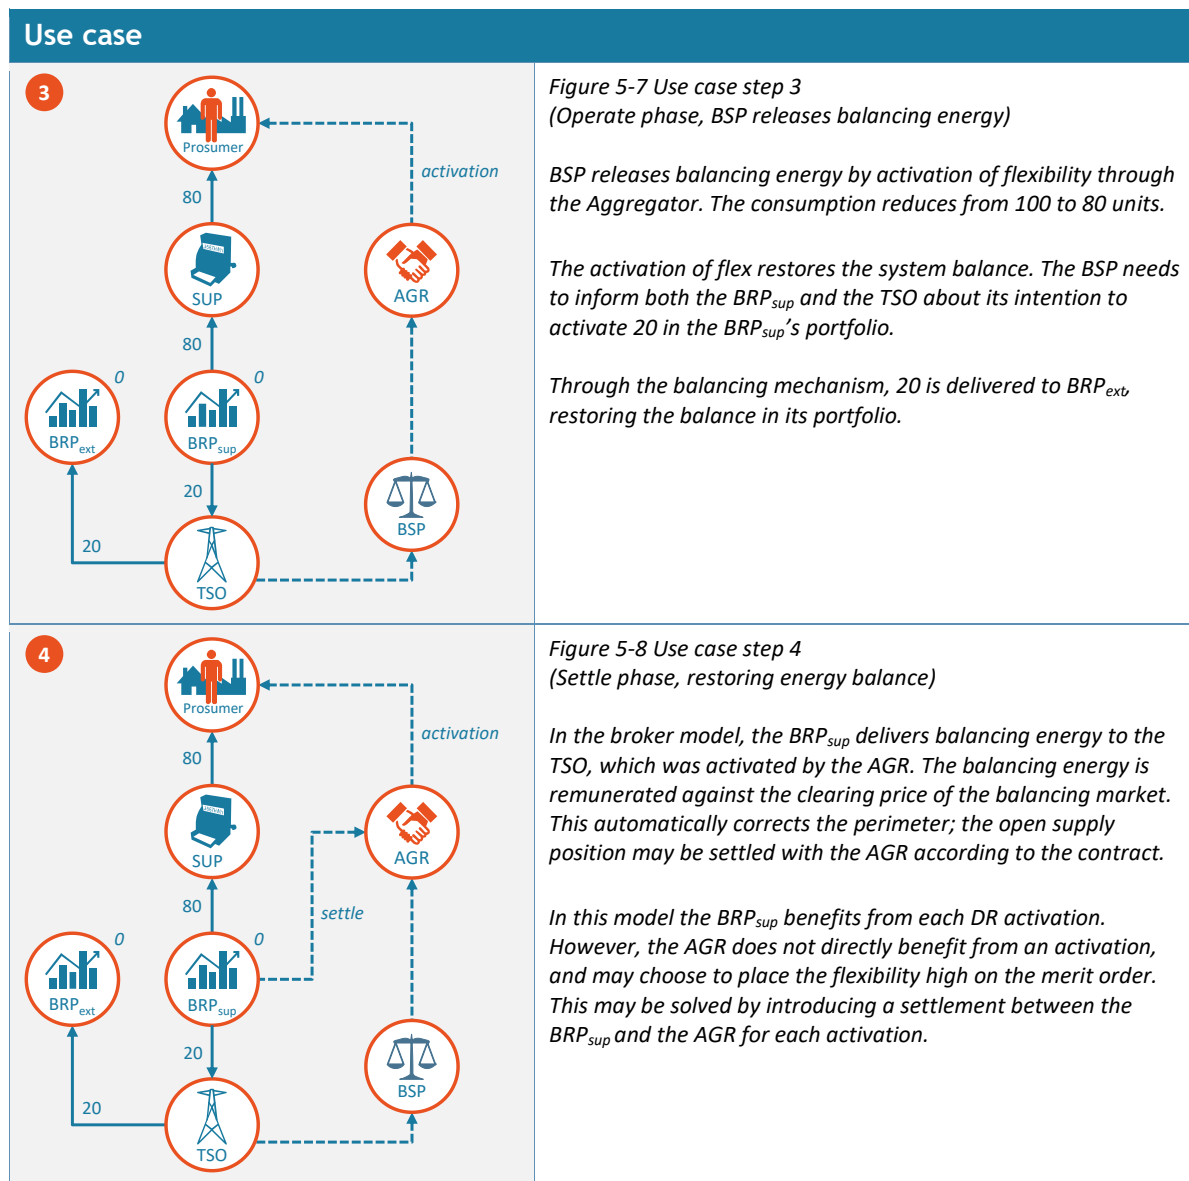 Use case
3
Prosumer
activation
80
SUP
AGR
80
0
0
BRPext
BRPsup
20
BSP
20
TSO
Figure 5-7 Use case step 3
(Operate phase, BSP releases balancing energy)
BSP releases balancing energy by activation of flexibility through
the Aggregator. The consumption reduces from 100 to 80 units.
The activation of flex restores the system balance. The BSP needs
to inform both the BRPsup and the TSO about its intention to
activate 20 in the BRPsup’s portfolio.
Through the balancing mechanism, 20 is delivered to BRPext,
restoring the balance in its portfolio.
4
Prosumer
activation
80
SUP
AGR
80
settle
0
0
BRPext
BRPsup
20
BSP
20
TSO
Figure 5-8 Use case step 4
(Settle phase, restoring energy balance)
In the broker model, the BRPsup delivers balancing energy to the
TSO, which was activated by the AGR. The balancing energy is
remunerated against the clearing price of the balancing market.
This automatically corrects the perimeter; the open supply
position may be settled with the AGR according to the contract.
In this model the BRPsup benefits from each DR activation.
However, the AGR does not directly benefit from an activation,
and may choose to place the flexibility high on the merit order.
This may be solved by introducing a settlement between the
BRPsup and the AGR for each activation.